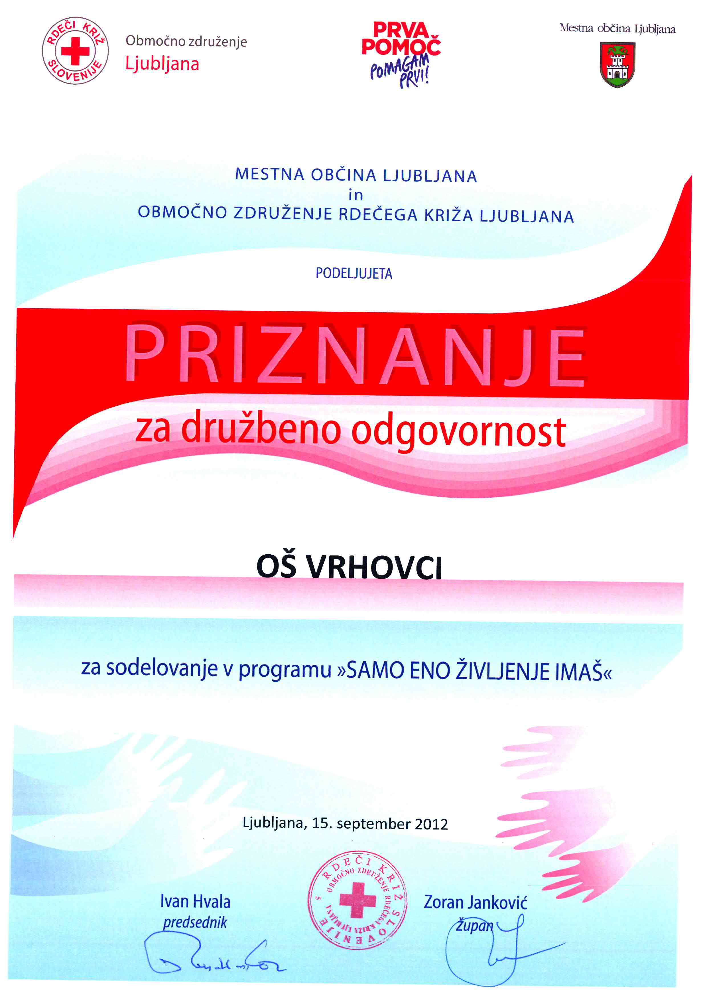 RDEČI KRIŽ SLOVENIJE
Območno združenje
Ljubljana
PRVA
POMOČ
POMAGAM
PRVI!
Mestna občina Ljubljana
MESTNA OBČINA LJUBLJANA
in
OBMOČNO ZDRUŽENJE RDEČEGA KRIŽA LJUBLJANA
PODELJUJETA
PRIZNANJE
za družbeno odgovornost
OŠ VRHOVCI
za sodelovanje v programu »SAMO ENO ŽIVLJENJE IMAŠ«
Ljubljana, 15. september 2012
RDEČI KRIŽ SLOVENIJE
OBMOČNO ZDRUŽENJE RDEČEGA KRIŽA LJUBLJANA
5
Ivan Hvala
predsednik
Zoran Janković
župan